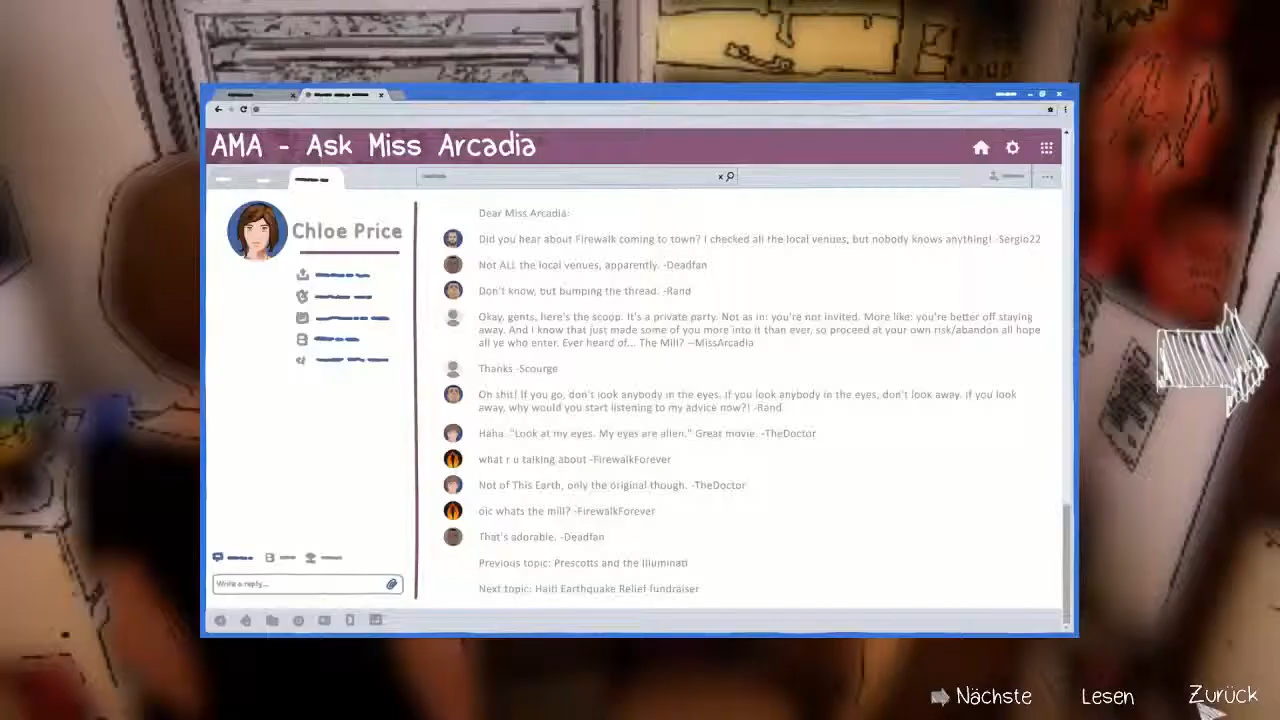 AMA - Ask Miss Arcadia
Chloe Price
Dear Miss Arcadia:
Did you hear about Firewalk coming to town? I checked all the local venues, but nobody knows anything! -Sergio22
Not ALL the local venues, apparently. -Deadfan
Don't know, but bumping the thread. -Rand
Okay, gents, here's the scoop. It's a private party. Not as in: you're not invited. More like: you're better off staying
away. And I know that just made some of you more into it than ever, so proceed at your own risk/abandon all hope
all ye who enter. Ever heard of... The Mill? --MissArcadia
Thanks -Scourge
Oh shit! If you go, don't look anybody in the eyes. If you look anybody in the eyes, don't look away. If you look
away, why would you start listening to my advice now?! -Rand
Haha. "Look at my eyes. My eyes are alien." Great movie. -TheDoctor
what r u talking about -FirewalkForever
Not of This Earth, only the original though. -TheDoctor
oic whats the mill? -FirewalkForever
That's adorable. -Deadfan
Previous topic: Prescotts and the Illuminati
Next topic: Haiti Earthquake Relief fundraiser
Write a reply...
Nächste
Lesen
Zurück